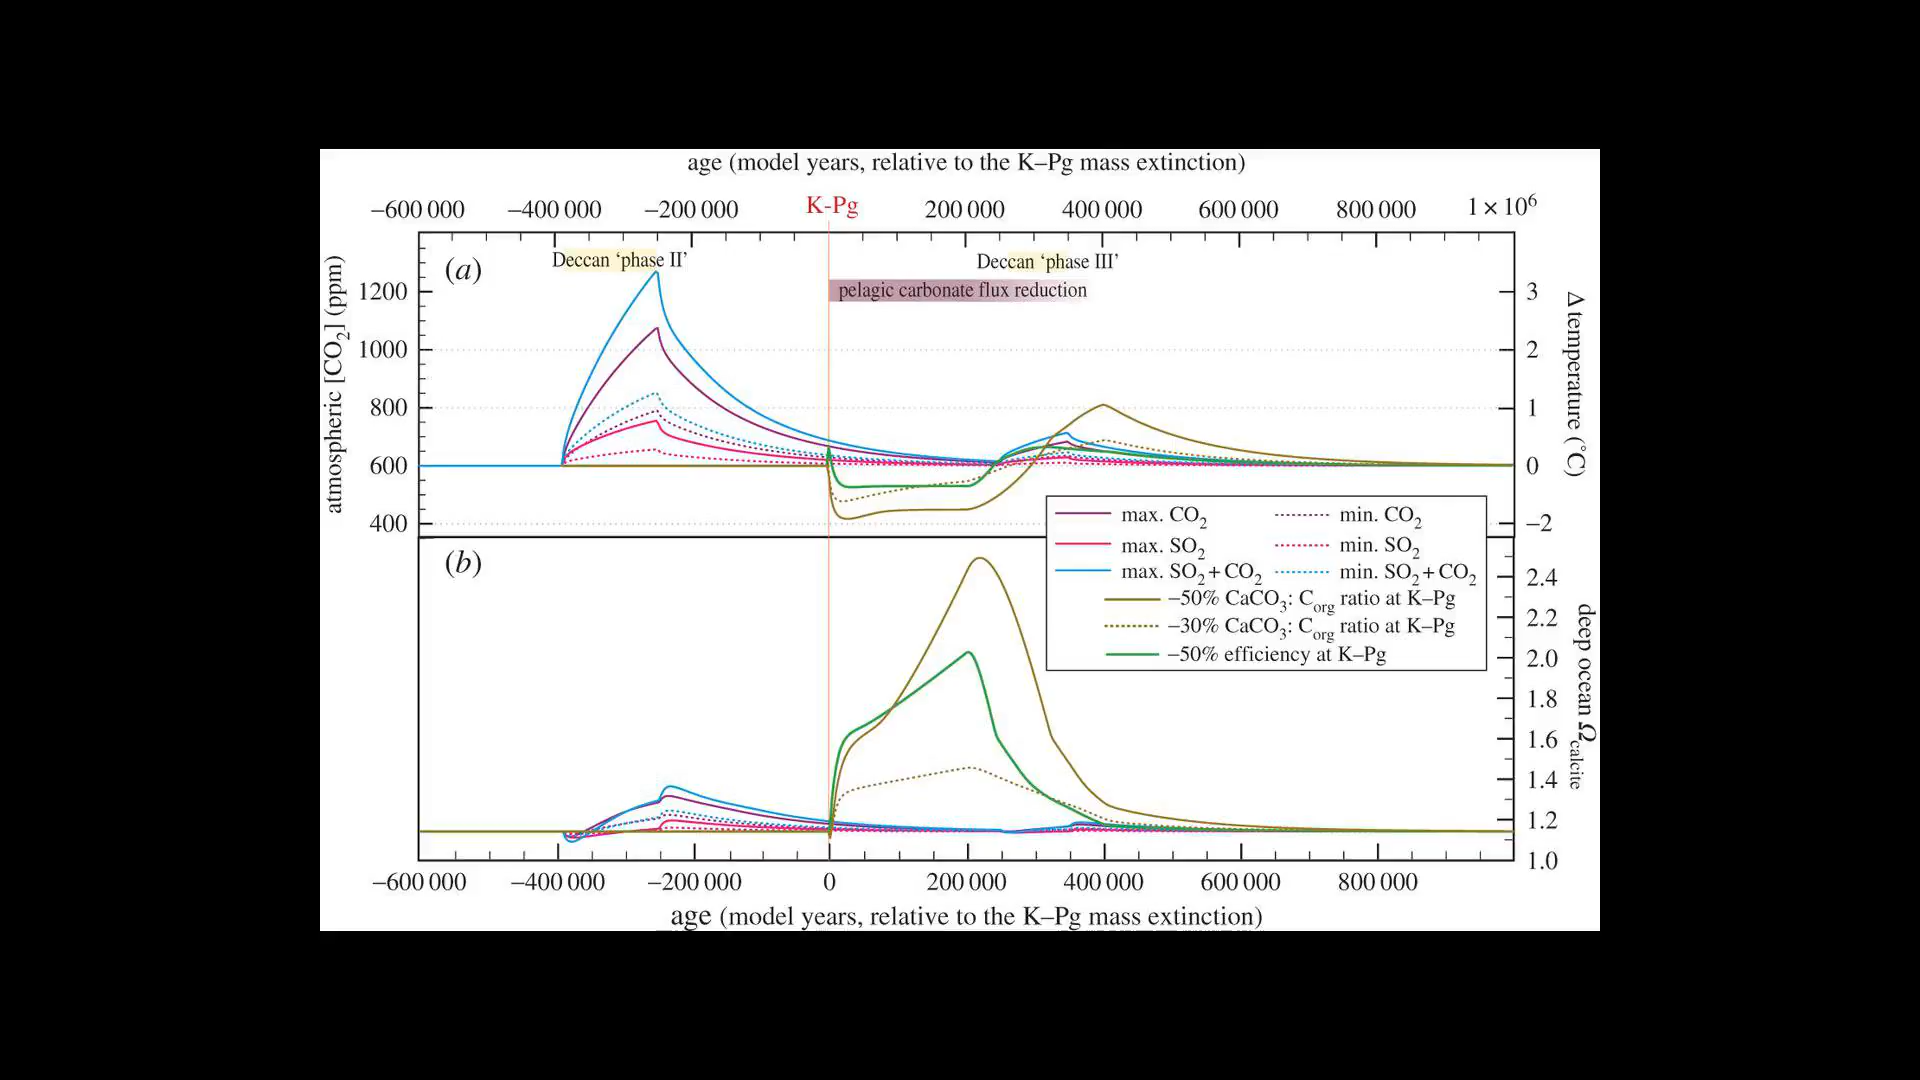 age (model years, relative to the K–Pg mass extinction)
−600 000 −400 000 −200 000 K-Pg 200 000 400 000 600 000 800 000 1 × 10⁶
(a)
Deccan ‘phase II’
Deccan ‘phase III’
pelagic carbonate flux reduction
atmospheric [CO₂] (ppm)
1200
1000
800
600
400
3
2
1
0
−2
Δ temperature (°C)
max. CO₂ min. CO₂
max. SO₂ min. SO₂
max. SO₂ + CO₂ min. SO₂ + CO₂
−50% CaCO₃: Corg ratio at K–Pg
−30% CaCO₃: Corg ratio at K–Pg
−50% efficiency at K–Pg
(b)
2.4
2.2
2.0
1.8
1.6
1.4
1.2
1.0
deep ocean Ωcalcite
−600 000 −400 000 −200 000 0 200 000 400 000 600 000 800 000
age (model years, relative to the K–Pg mass extinction)